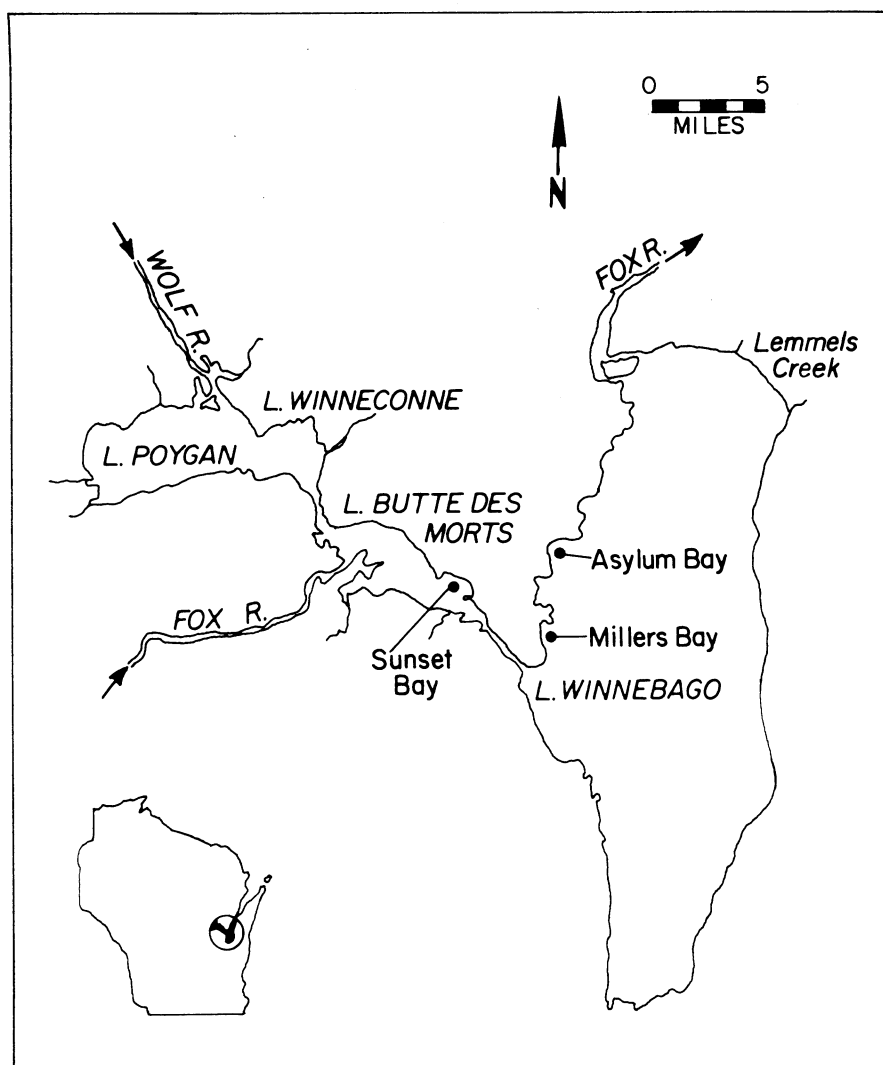 0 5
MILES
N
FOX R.
WOLF R.
Lemmels
Creek
L. WINNECONNE
L. POYGAN
L. BUTTE DES
MORTS
Asylum Bay
FOX R.
Millers Bay
Sunset
Bay
L. WINNEBAGO